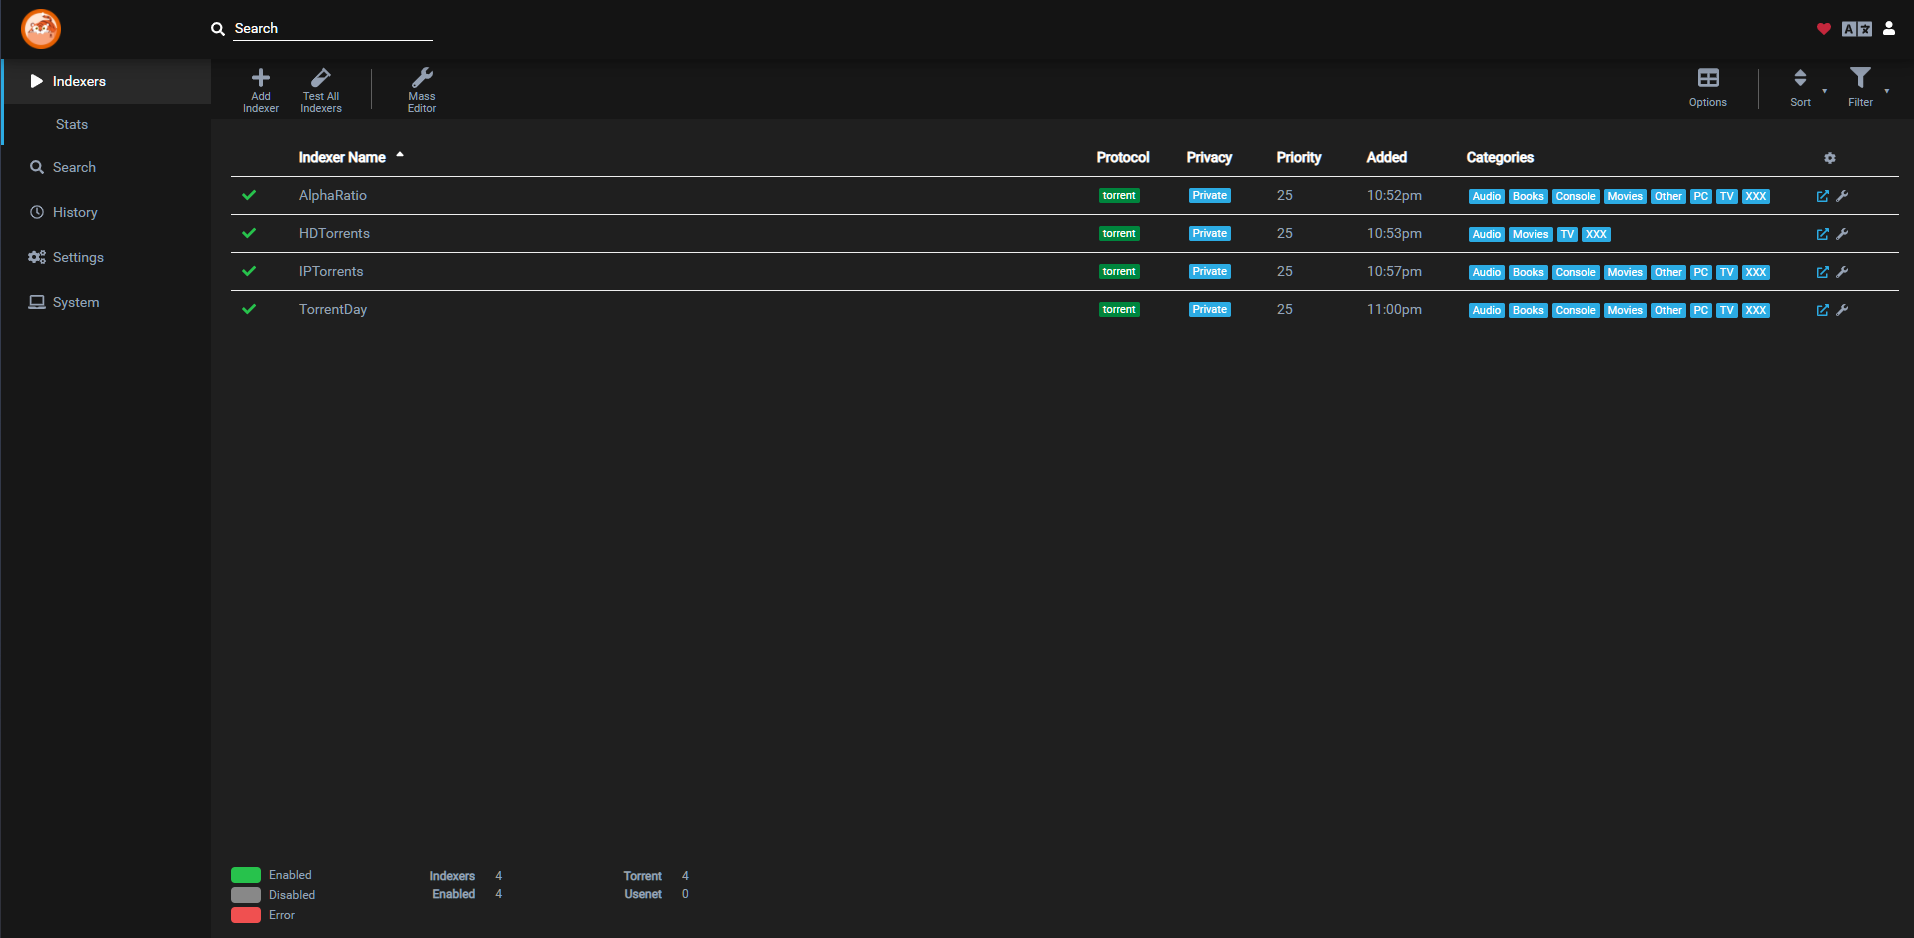 Search
Indexers
Stats
Search
History
Settings
System
Add Indexer
Test All Indexers
Mass Editor
Options
Sort
Filter
Indexer Name Protocol Privacy Priority Added Categories
AlphaRatio torrent Private 25 10:52pm Audio Books Console Movies Other PC TV XXX
HDTorrents torrent Private 25 10:53pm Audio Movies TV XXX
IPTorrents torrent Private 25 10:57pm Audio Books Console Movies Other PC TV XXX
TorrentDay torrent Private 25 11:00pm Audio Books Console Movies Other PC TV XXX
Enabled
Disabled
Error
Indexers 4
Enabled 4
Torrent 4
Usenet 0